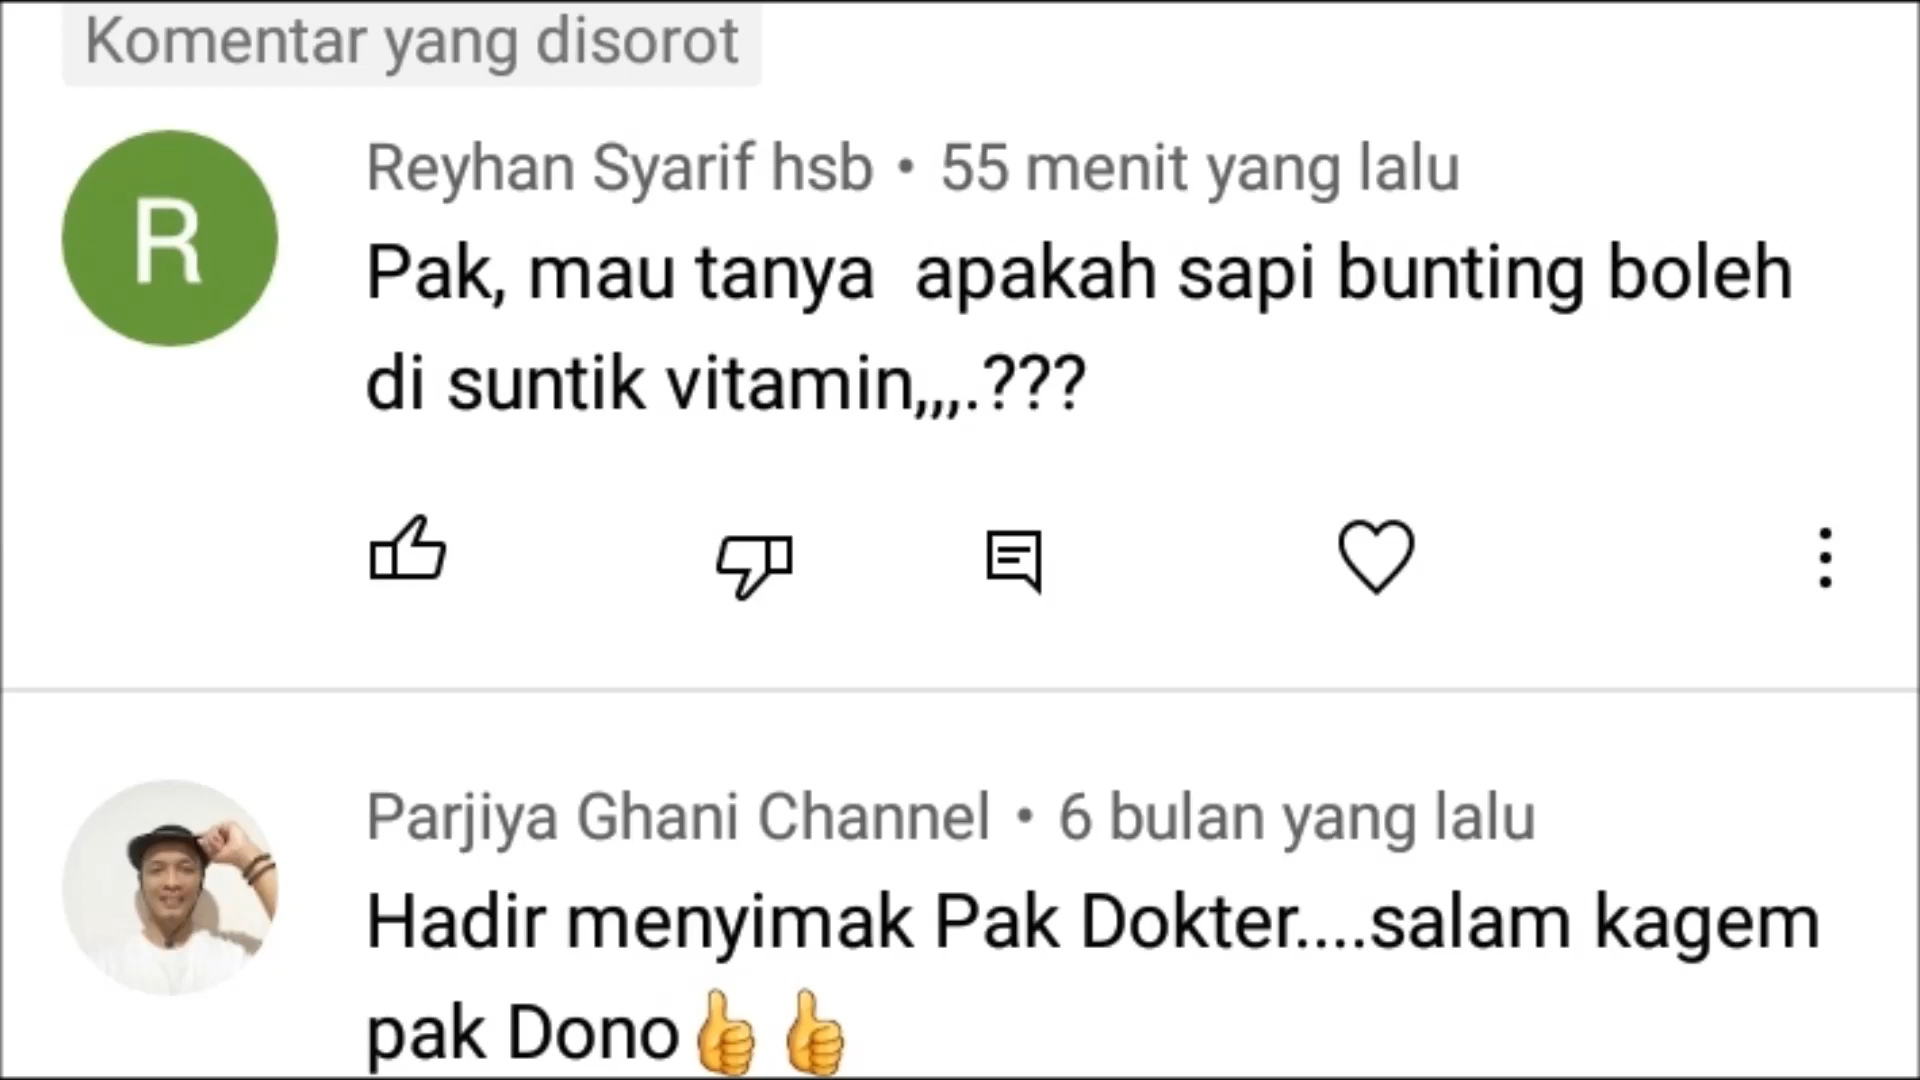 Komentar yang disorot
R
Reyhan Syarif hsb • 55 menit yang lalu
Pak, mau tanya  apakah sapi bunting boleh
di suntik vitamin,,,.???
Parjiya Ghani Channel • 6 bulan yang lalu
Hadir menyimak Pak Dokter....salam kagem
pak Dono👍👍